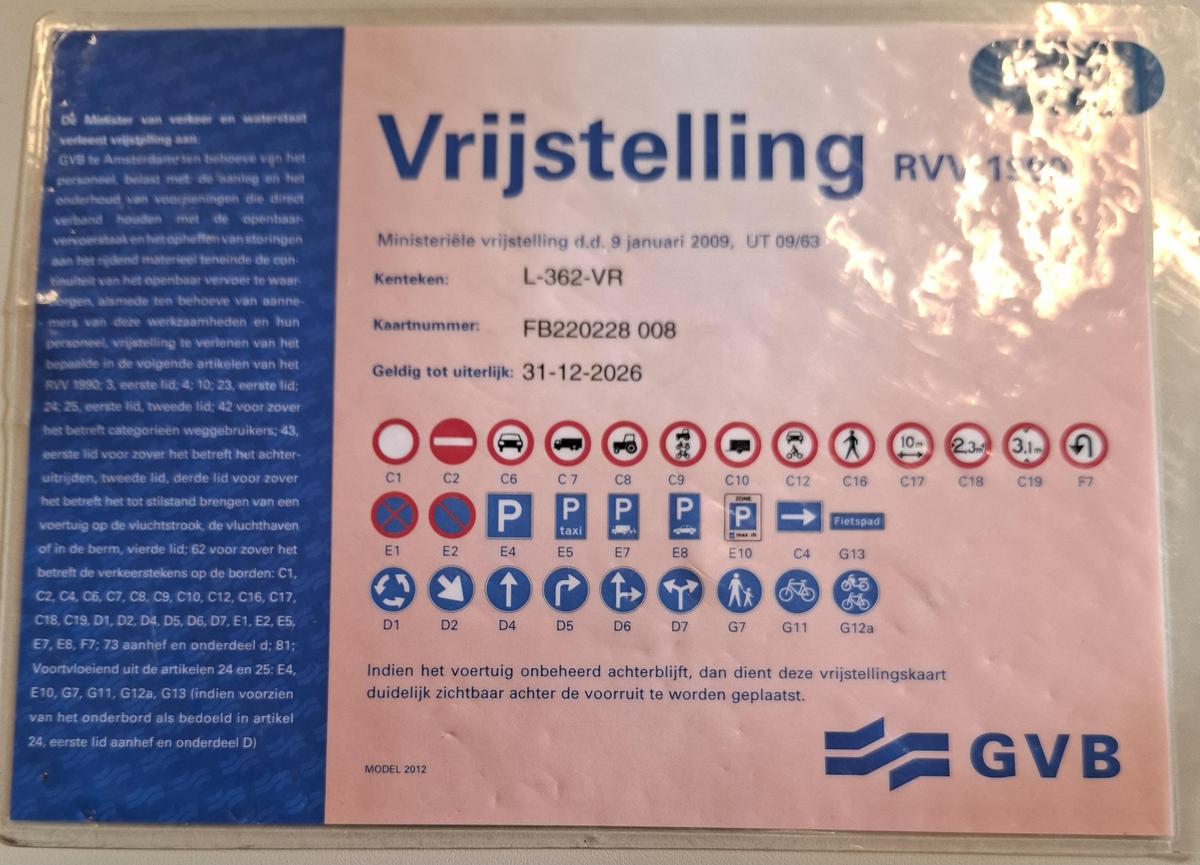 De Minister van verkeer en waterstaat
verleent vrijstelling aan:
GVB te Amsterdam ten behoeve van het
personeel, belast met: de aanleg en het
onderhoud van voorzieningen die direct
verband houden met de openbaar-
vervoerstaak en het opheffen van storingen
aan het rijdend materieel teneinde de con-
tinuïteit van het openbaar vervoer te waar-
borgen, alsmede ten behoeve van aanne-
mers van deze werkzaamheden en hun
personeel, vrijstelling te verlenen van het
bepaalde in de volgende artikelen van het
RVV 1990; 3, eerste lid; 4; 10; 23, eerste lid;
24; 25, eerste lid, tweede lid; 42 voor zover
het betreft categorieën weggebruikers; 43,
eerste lid voor zover het betreft het achter-
uitrijden, tweede lid, derde lid voor zover
het betreft het tot stilstand brengen van een
voertuig op de vluchtstrook, de vluchthaven
of in de berm, vierde lid; 62 voor zover het
betreft de verkeerstekens op de borden: C1,
C2, C4, C6, C7, C8, C9, C10, C12, C16, C17,
C18, C19, D1, D2, D4, D5, D6, D7, E1, E2, E5,
E7, E8, F7; 73 aanhef en onderdeel d; 81;
Voortvloeiend uit de artikelen 24 en 25: E4,
E10, G7, G11, G12a, G13 (indien voorzien
van het onderbord als bedoeld in artikel
24, eerste lid aanhef en onderdeel D)
Vrijstelling RVV 1990
Ministeriële vrijstelling d.d. 9 januari 2009, UT 09/63
Kenteken: L-362-VR
Kaartnummer: FB220228 008
Geldig tot uiterlijk: 31-12-2026
10m 2,3m 3,1m
C1 C2 C6 C 7 C8 C9 C10 C12 C16 C17 C18 C19 F7
P P taxi P P ZONE P max 2h Fietspad
E1 E2 E4 E5 E7 E8 E10 C4 G13
D1 D2 D4 D5 D6 D7 G7 G11 G12a
Indien het voertuig onbeheerd achterblijft, dan dient deze vrijstellingskaart
duidelijk zichtbaar achter de voorruit te worden geplaatst.
MODEL 2012
GVB